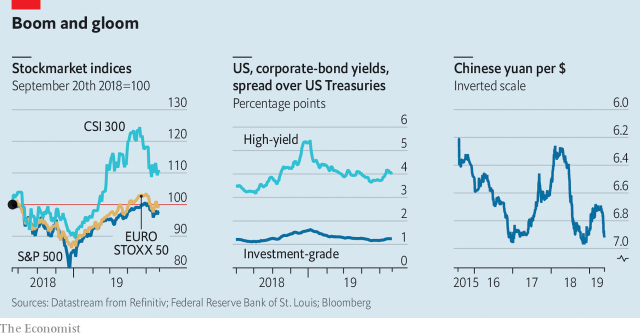 Boom and gloom
Stockmarket indices
September 20th 2018=100
130
120
110
100
90
80
CSI 300
S&P 500
EURO
STOXX 50
2018
19
US, corporate-bond yields,
spread over US Treasuries
Percentage points
6
5
4
3
2
1
0
High-yield
Investment-grade
2018
19
Chinese yuan per $
Inverted scale
6.0
6.2
6.4
6.6
6.8
7.0
2015
16
17
18
19
Sources: Datastream from Refinitiv; Federal Reserve Bank of St. Louis; Bloomberg
The Economist